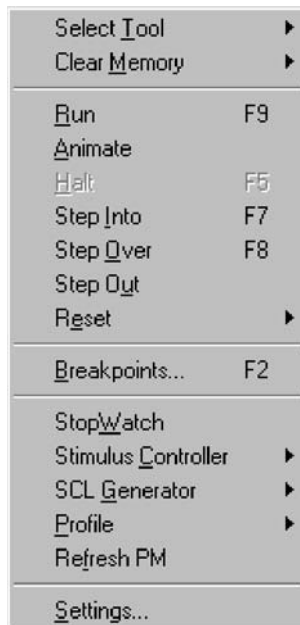 Select Tool
Clear Memory
Run F9
Animate
Halt F5
Step Into F7
Step Over F8
Step Out
Reset
Breakpoints... F2
StopWatch
Stimulus Controller
SCL Generator
Profile
Refresh PM
Settings...